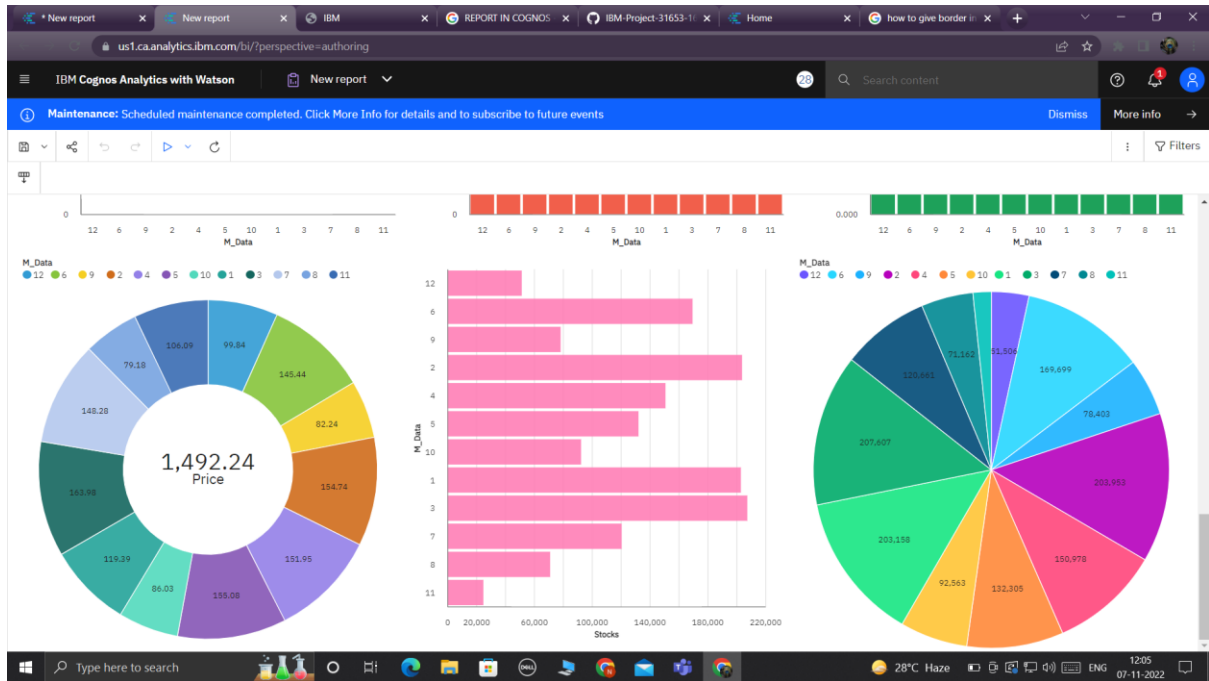 * New report
New report
IBM
REPORT IN COGNOS
IBM-Project-31653-16
Home
how to give border in
us1.ca.analytics.ibm.com/bi/?perspective=authoring
IBM Cognos Analytics with Watson
New report
28
Search content
1
Maintenance: Scheduled maintenance completed. Click More Info for details and to subscribe to future events
Dismiss
More info
Filters
0
12 6 9 2 4 5 10 1 3 7 8 11
M_Data
0
12 6 9 2 4 5 10 1 3 7 8 11
M_Data
0.000
12 6 9 2 4 5 10 1 3 7 8 11
M_Data
M_Data
12 6 9 2 4 5 10 1 3 7 8 11
99.84
145.44
82.24
154.74
151.95
155.08
86.03
119.39
163.98
148.28
79.18
106.09
1,492.24
Price
M_Data
12
6
9
2
4
5
10
1
3
7
8
11
0 20,000 60,000 100,000 140,000 180,000 220,000
Stocks
M_Data
12 6 9 2 4 5 10 1 3 7 8 11
51,506
169,699
78,403
203,953
150,978
132,305
92,563
203,158
207,607
120,661
71,162
Type here to search
DELL
28°C Haze
ENG
12:05
07-11-2022